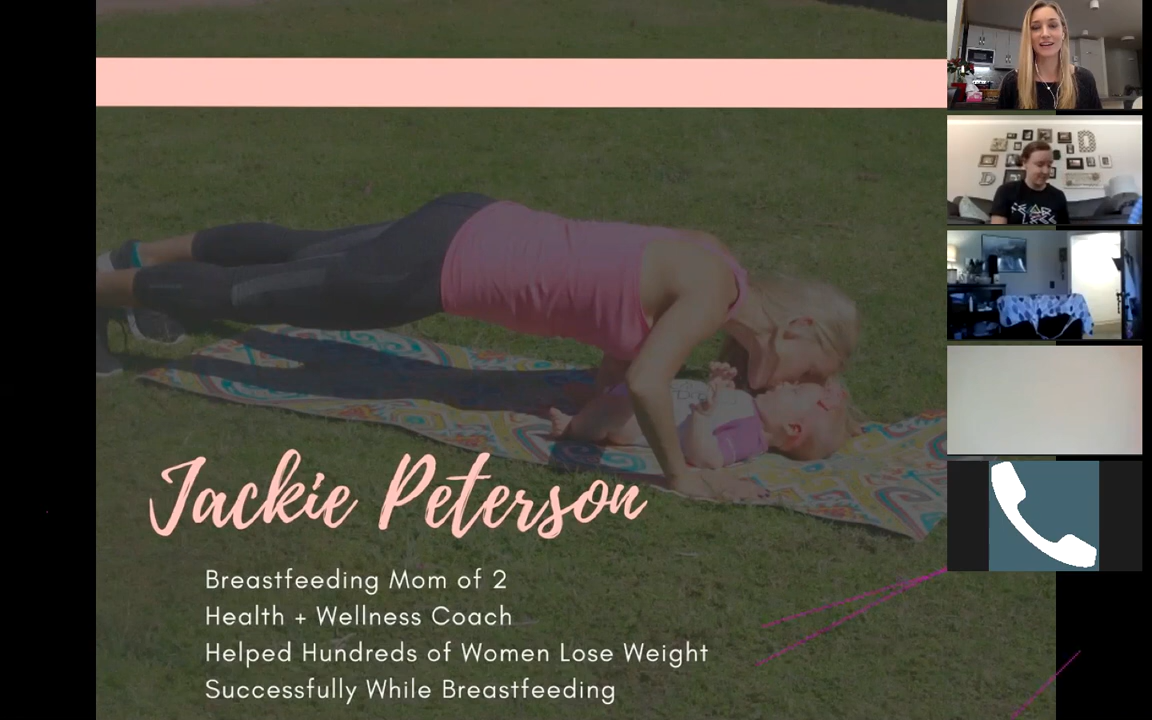 Jackie Peterson
Breastfeeding Mom of 2
Health + Wellness Coach
Helped Hundreds of Women Lose Weight
Successfully While Breastfeeding
D
D